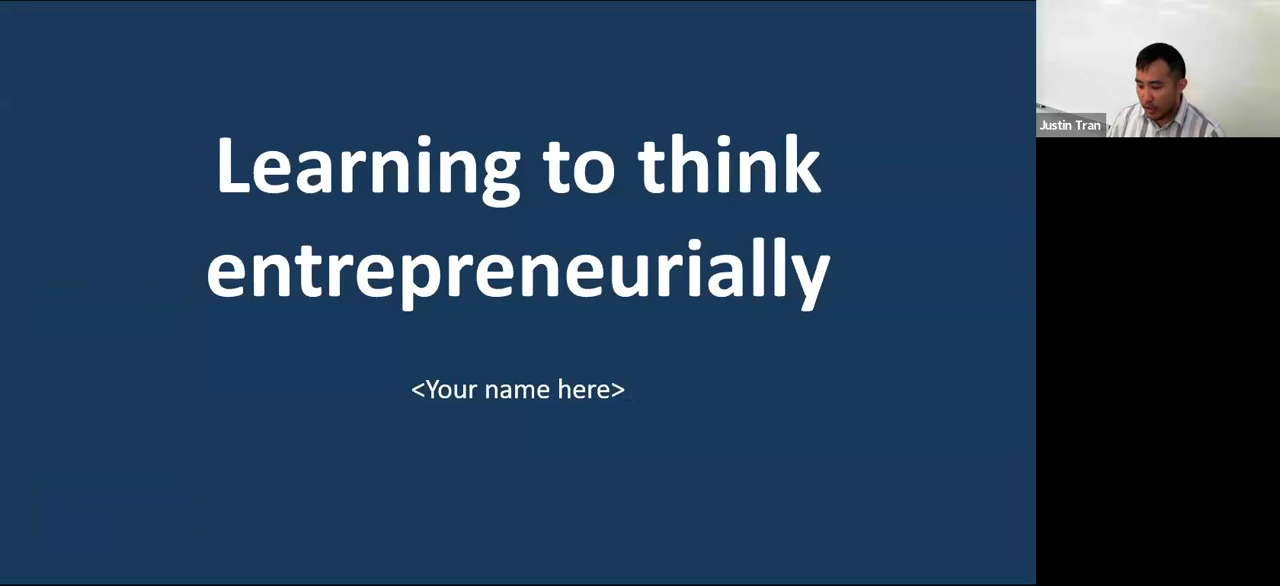 Learning to think
entrepreneurially
<Your name here>
Justin Tran